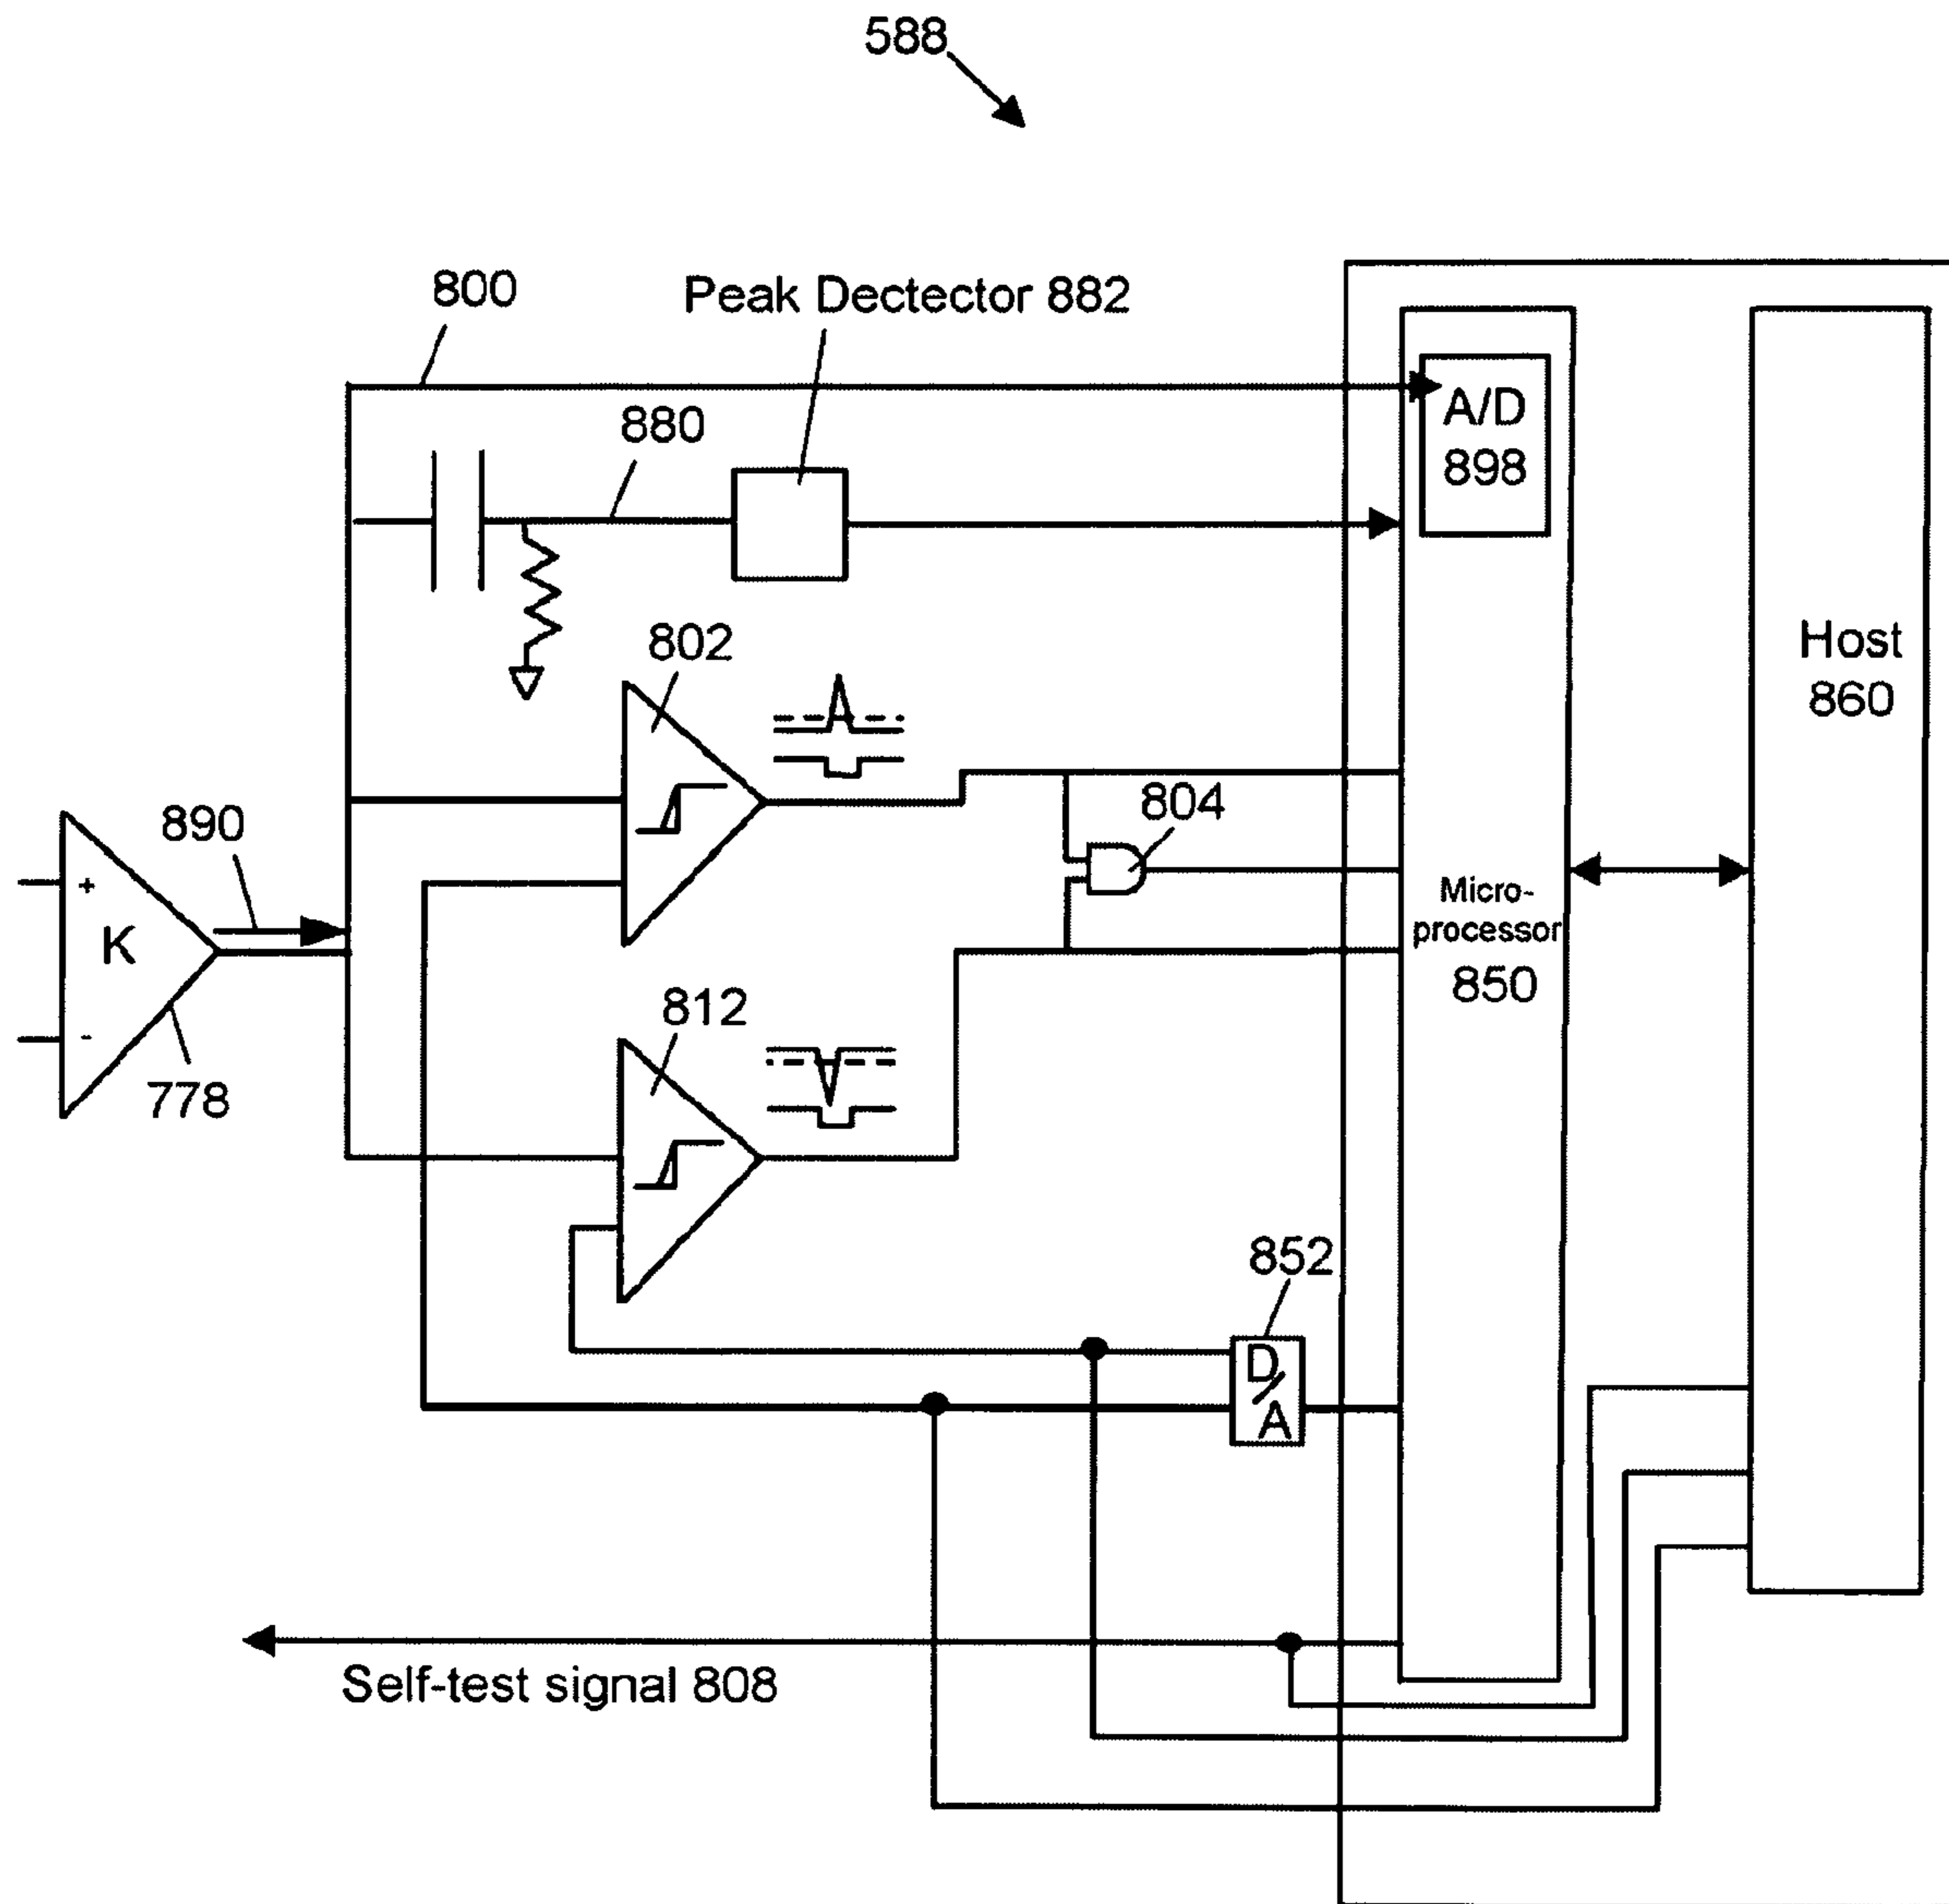 588
800
Peak Dectector 882
880
A/D
898
802
Host
860
804
890
+
K
-
778
Micro-
processor
850
812
852
D/
A
Self-test signal 808